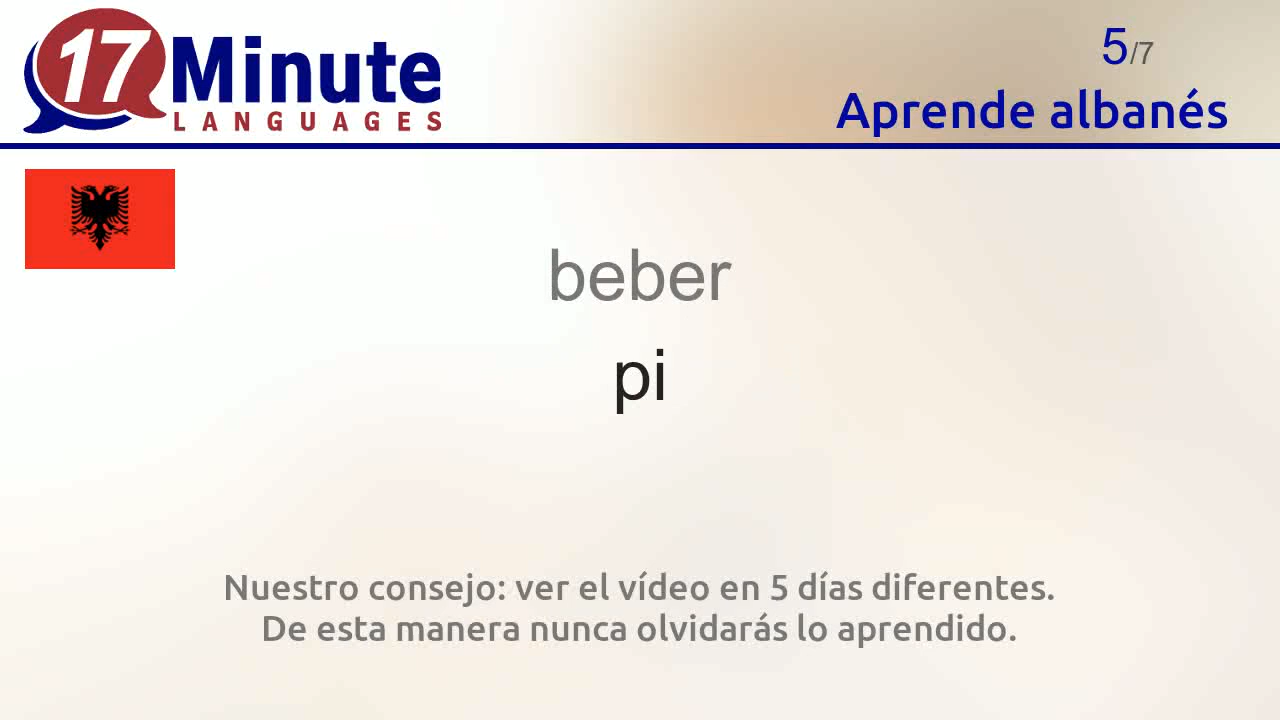 17 Minute
LANGUAGES
5/7
Aprende albanés
beber
pi
Nuestro consejo: ver el vídeo en 5 días diferentes.
De esta manera nunca olvidarás lo aprendido.